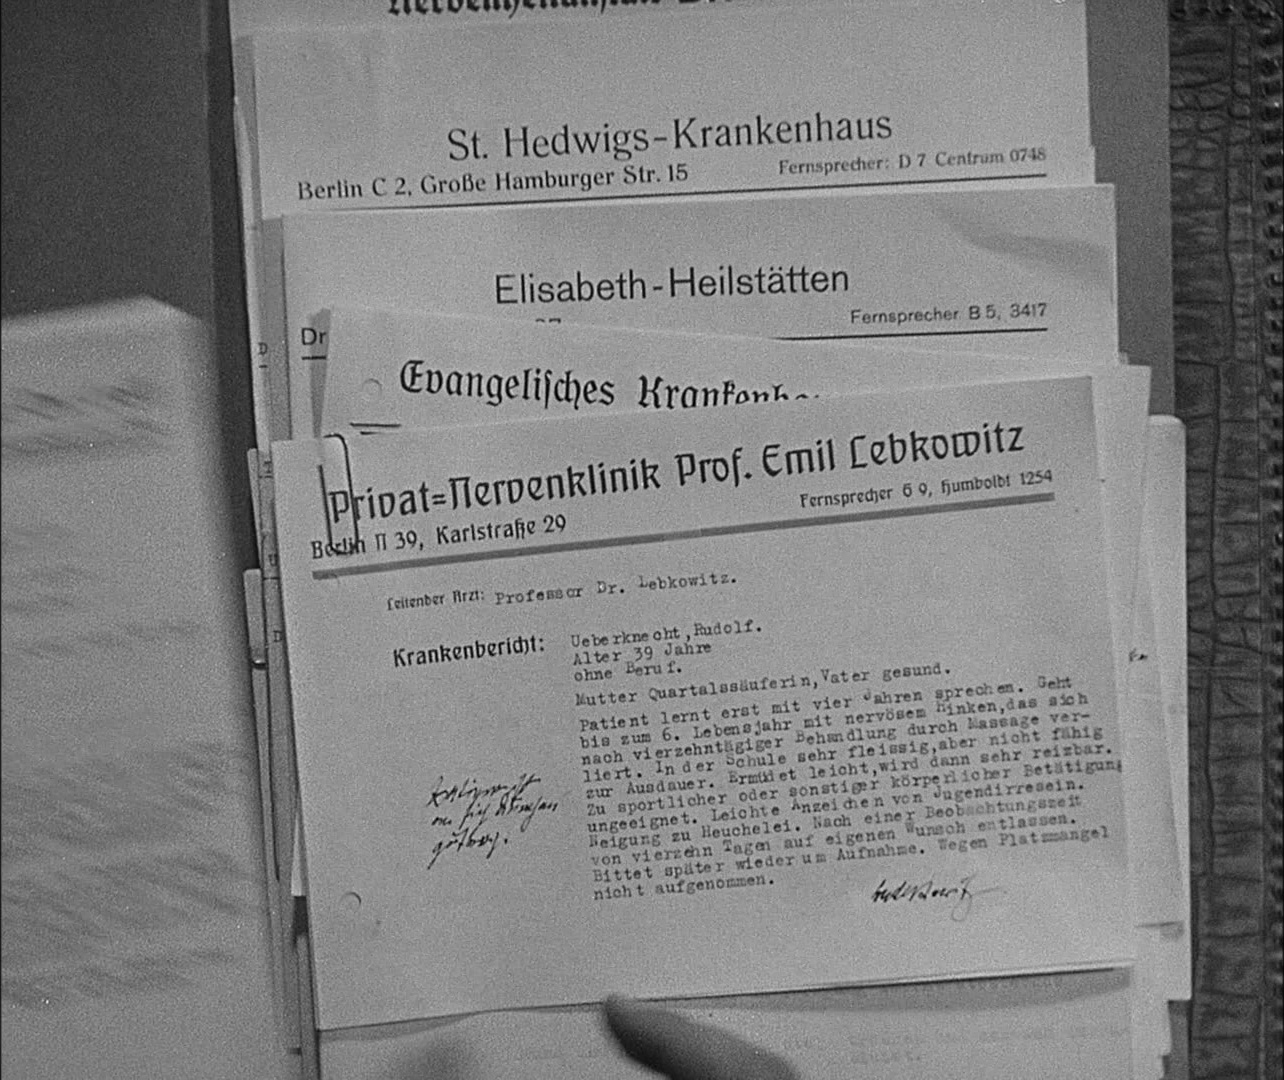 St. Hedwigs-Krankenhaus
Berlin C 2, Große Hamburger Str. 15
Fernsprecher: D 7 Centrum 0748
Elisabeth-Heilstätten
Dr
Fernsprecher B 5, 3417
Evangelisches Krankenh
Privat=Nervenklinik Prof. Emil Lebkowitz
Berlin N 39, Karlstraße 29
Fernsprecher G 9, Humboldt 1254
Leitender Arzt: Professor Dr. Lebkowitz.
Krankenbericht:
Ueberknecht,Rudolf.
Alter 39 Jahre
ohne Beruf.
Mutter Quartalssäuferin,Vater gesund.
Patient lernt erst mit vier Jahren sprechen. Geht
bis zum 6. Lebensjahr mit nervösem Hinken,das sich
nach vierzehntägiger Behandlung durch Massage ver-
liert. In der Schule sehr fleissig,aber nicht fähig
zur Ausdauer. Ermüdet leicht,wird dann sehr reizbar.
Zu sportlicher oder sonstiger körperlicher Betätigung
ungeeignet. Leichte Anzeichen von Jugendirresein.
Neigung zu Heuchelei. Nach einer Beobachtungszeit
von vierzehn Tagen auf eigenen Wunsch entlassen.
Bittet später wieder um Aufnahme. Wegen Platzmangel
nicht aufgenommen.